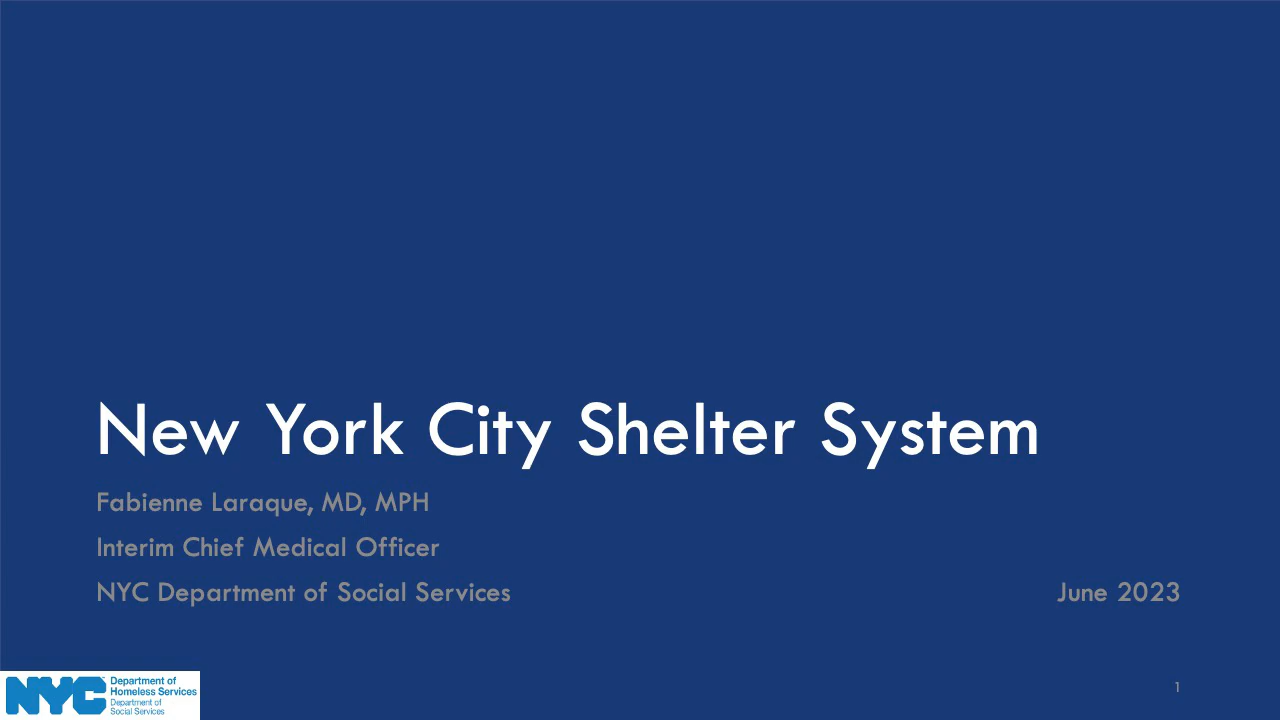 New York City Shelter System
Fabienne Laraque, MD, MPH
Interim Chief Medical Officer
NYC Department of Social Services
June 2023
NYC
Department of
Homeless Services
Department of
Social Services
1